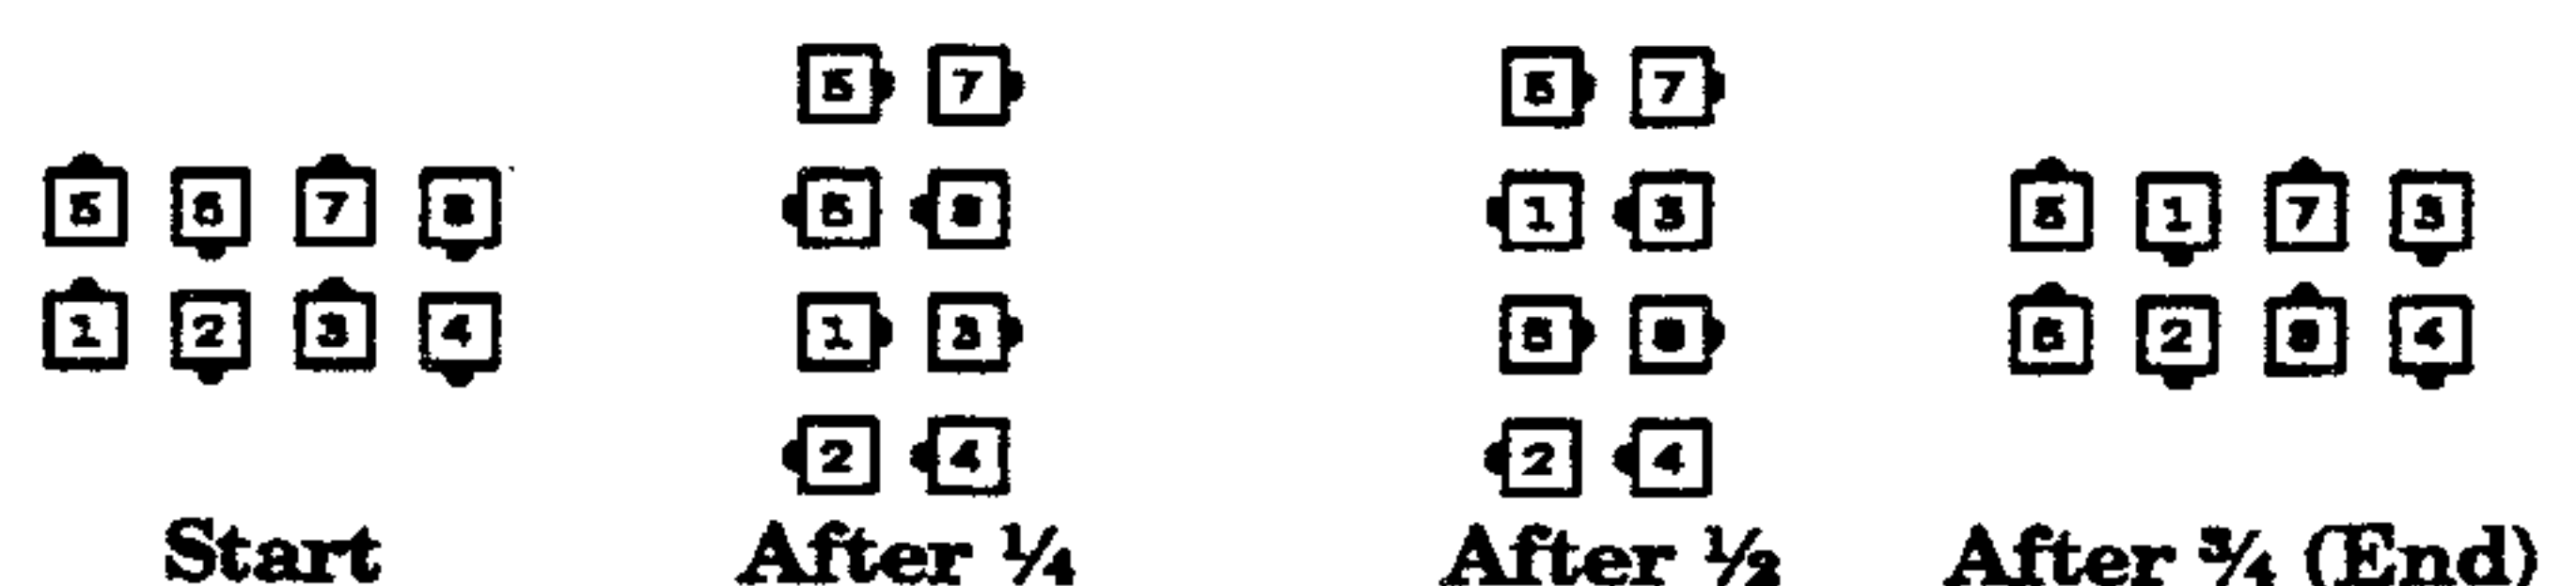 5 6 7 8
1 2 3 4
Start
5 7
6 8
1 3
2 4
After ¼
5 7
1 3
6 8
2 4
After ½
5 1 7 3
6 2 8 4
After ¾ (End)